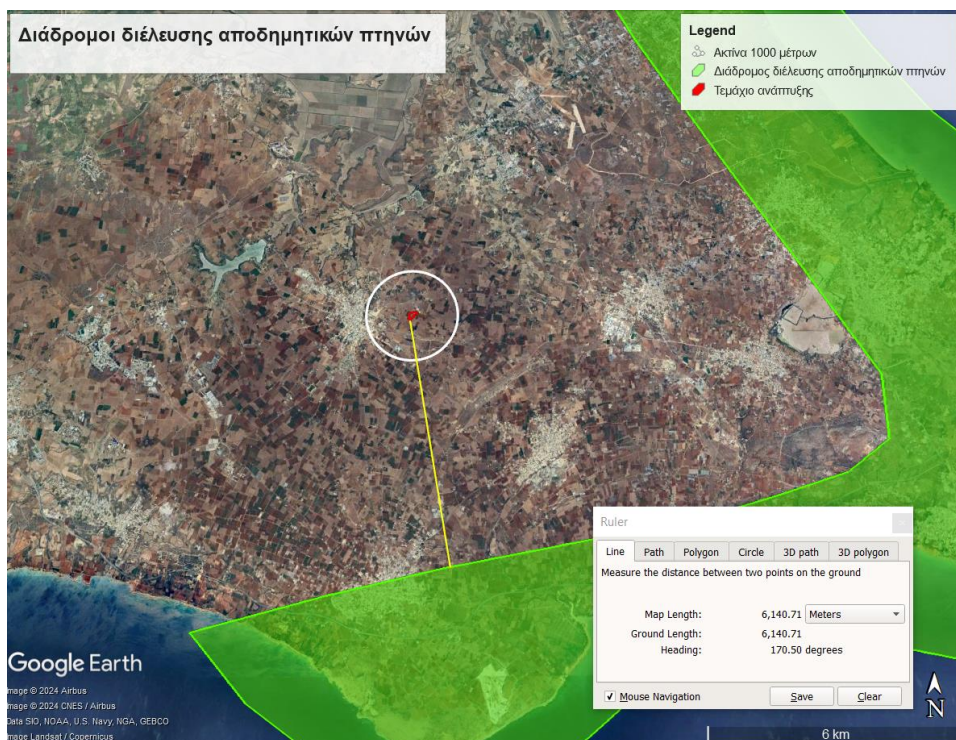 Διάδρομοι διέλευσης αποδημητικών πτηνών
Legend
Ακτίνα 1000 μέτρων
Διάδρομος διέλευσης αποδημητικών πτηνών
Τεμάχιο ανάπτυξης
Ruler
Line Path Polygon Circle 3D path 3D polygon
Measure the distance between two points on the ground
Map Length: 6,140.71 Meters
Ground Length: 6,140.71
Heading: 170.50 degrees
Mouse Navigation Save Clear
Google Earth
mage © 2024 Airbus
mage © 2024 CNES / Airbus
Data SIO, NOAA, U.S. Navy, NGA, GEBCO
mage Landsat / Copernicus
N
6 km